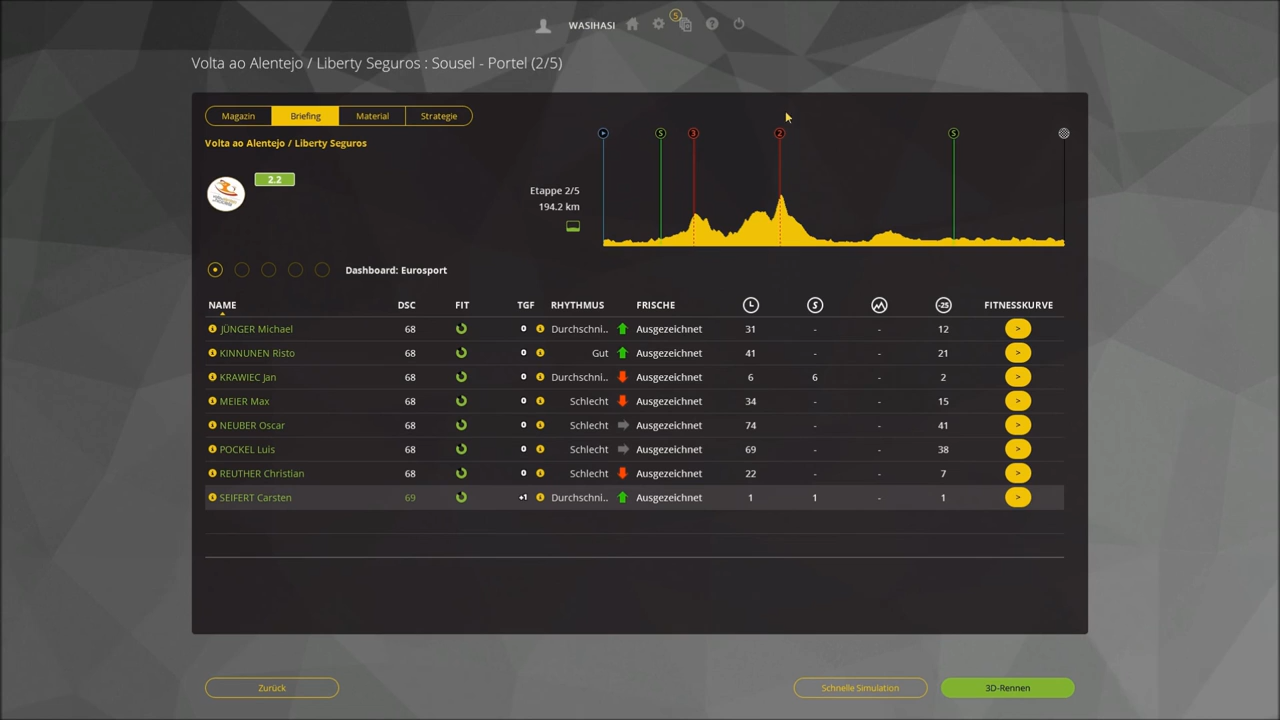 WASIHASI
5
Volta ao Alentejo / Liberty Seguros : Sousel - Portel (2/5)
Magazin Briefing Material Strategie
Volta ao Alentejo / Liberty Seguros
2.2
Etappe 2/5
194.2 km
S 3 2 S
Dashboard: Eurosport
NAME DSC FIT TGF RHYTHMUS FRISCHE S -25 FITNESSKURVE
JÜNGER Michael 68 0 Durchschni.. Ausgezeichnet 31 - - 12 >
KINNUNEN Risto 68 0 Gut Ausgezeichnet 41 - - 21 >
KRAWIEC Jan 68 0 Durchschni.. Ausgezeichnet 6 6 - 2 >
MEIER Max 68 0 Schlecht Ausgezeichnet 34 - - 15 >
NEUBER Oscar 68 0 Schlecht Ausgezeichnet 74 - - 41 >
POCKEL Luis 68 0 Schlecht Ausgezeichnet 69 - - 38 >
REUTHER Christian 68 0 Schlecht Ausgezeichnet 22 - - 7 >
SEIFERT Carsten 69 +1 Durchschni.. Ausgezeichnet 1 1 - 1 >
Zurück Schnelle Simulation 3D-Rennen